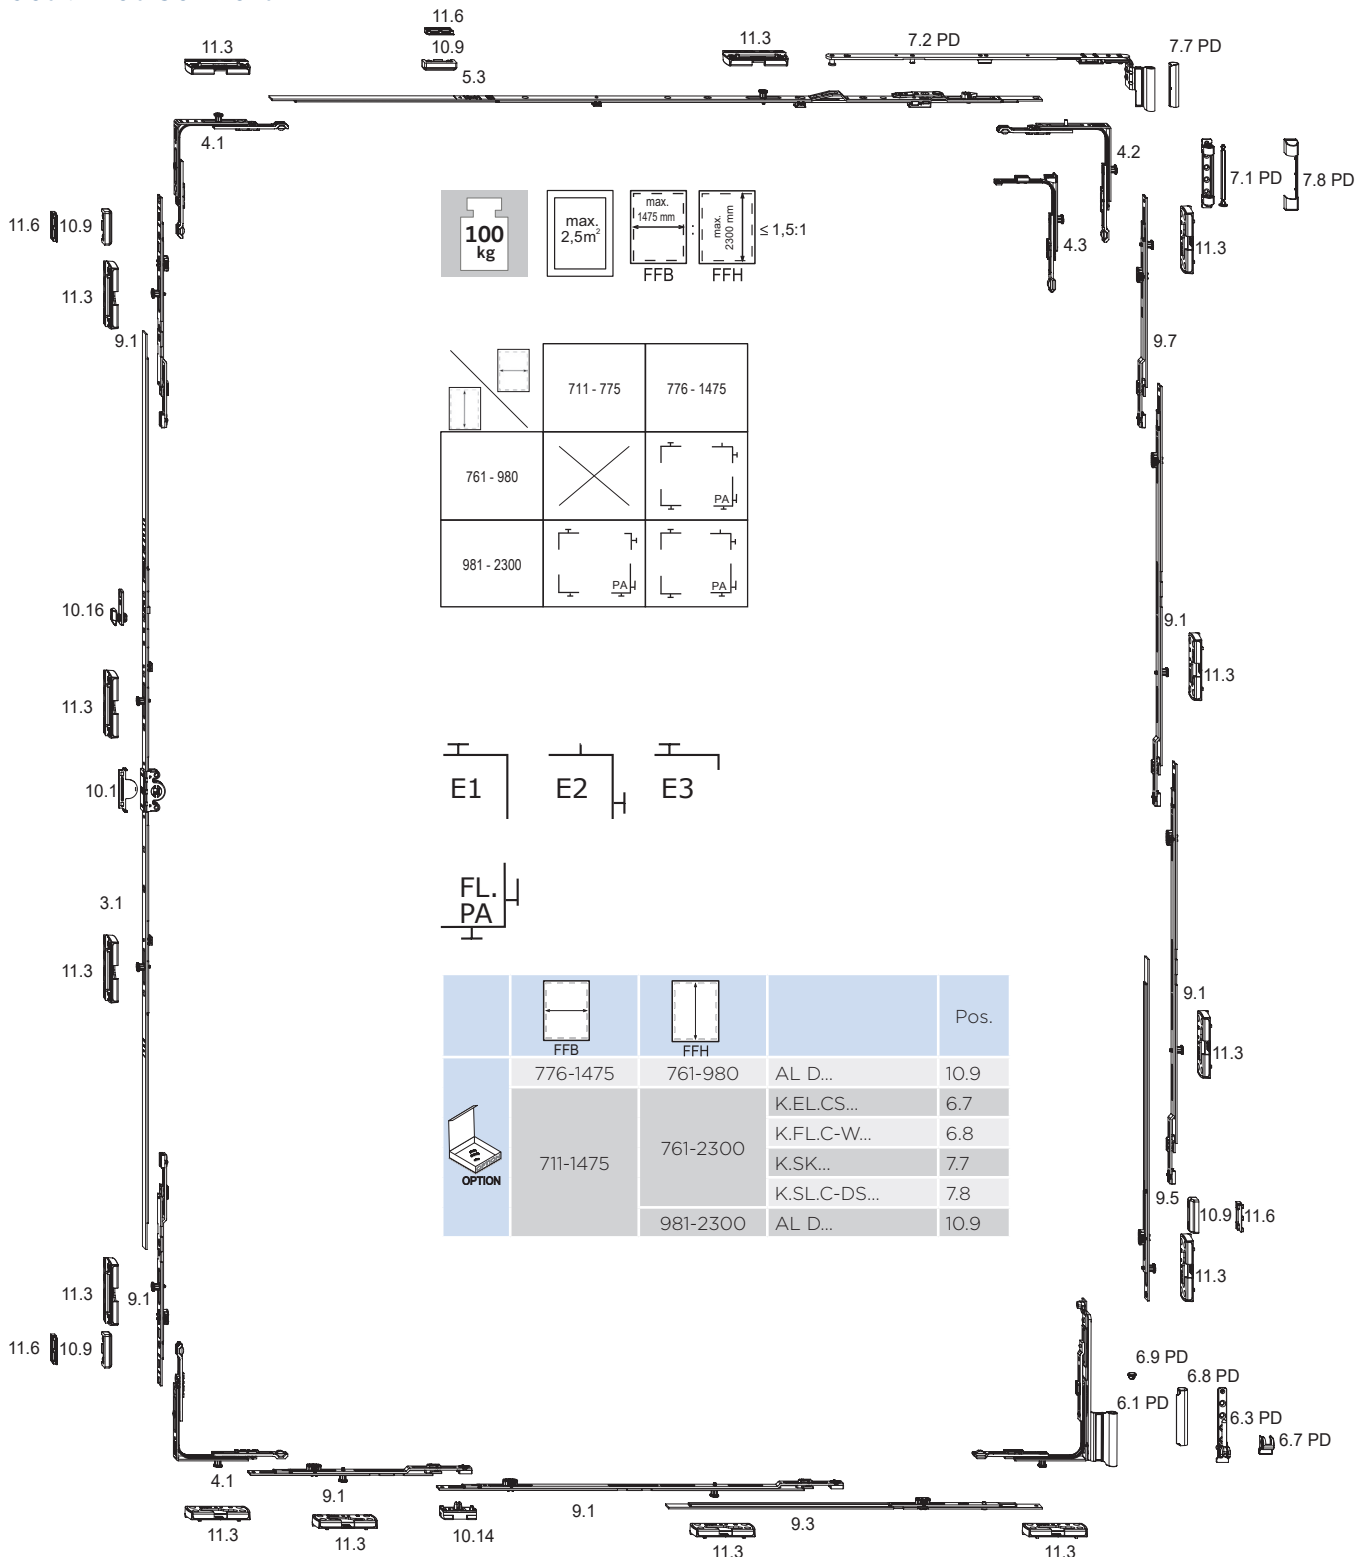 11.6
11.3
10.9
11.3
7.2 PD
7.7 PD
5.3
4.1
4.2
7.1 PD
7.8 PD
11.6
10.9
100
kg
max.
2,5m²
max.
1475 mm
:
max.
2300 mm
≤ 1,5:1
FFB
FFH
4.3
11.3
11.3
9.1
9.7
711 - 775
776 - 1475
761 - 980
PA
981 - 2300
PA
PA
10.16
9.1
11.3
11.3
10.1
E1
E2
E3
FL.
PA
3.1
11.3
9.1
11.3
FFB
FFH
Pos.
776-1475
761-980
AL D...
10.9
OPTION
711-1475
761-2300
K.EL.CS...
6.7
K.FL.C-W...
6.8
K.SK...
7.7
K.SL.C-DS...
7.8
981-2300
AL D...
10.9
9.5
10.9
11.6
11.3
11.3
9.1
11.6
10.9
6.9 PD
6.8 PD
6.1 PD
6.3 PD
6.7 PD
4.1
9.1
9.1
9.3
11.3
11.3
10.14
11.3
11.3